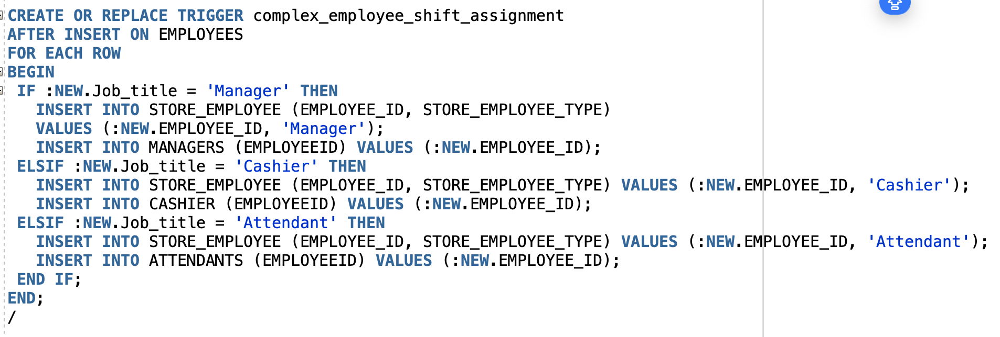 CREATE OR REPLACE TRIGGER complex_employee_shift_assignment
AFTER INSERT ON EMPLOYEES
FOR EACH ROW
BEGIN
 IF :NEW.Job_title = 'Manager' THEN
   INSERT INTO STORE_EMPLOYEE (EMPLOYEE_ID, STORE_EMPLOYEE_TYPE)
   VALUES (:NEW.EMPLOYEE_ID, 'Manager');
   INSERT INTO MANAGERS (EMPLOYEEID) VALUES (:NEW.EMPLOYEE_ID);
 ELSIF :NEW.Job_title = 'Cashier' THEN
   INSERT INTO STORE_EMPLOYEE (EMPLOYEE_ID, STORE_EMPLOYEE_TYPE) VALUES (:NEW.EMPLOYEE_ID, 'Cashier');
   INSERT INTO CASHIER (EMPLOYEEID) VALUES (:NEW.EMPLOYEE_ID);
 ELSIF :NEW.Job_title = 'Attendant' THEN
   INSERT INTO STORE_EMPLOYEE (EMPLOYEE_ID, STORE_EMPLOYEE_TYPE) VALUES (:NEW.EMPLOYEE_ID, 'Attendant');
   INSERT INTO ATTENDANTS (EMPLOYEEID) VALUES (:NEW.EMPLOYEE_ID);
 END IF;
END;
/